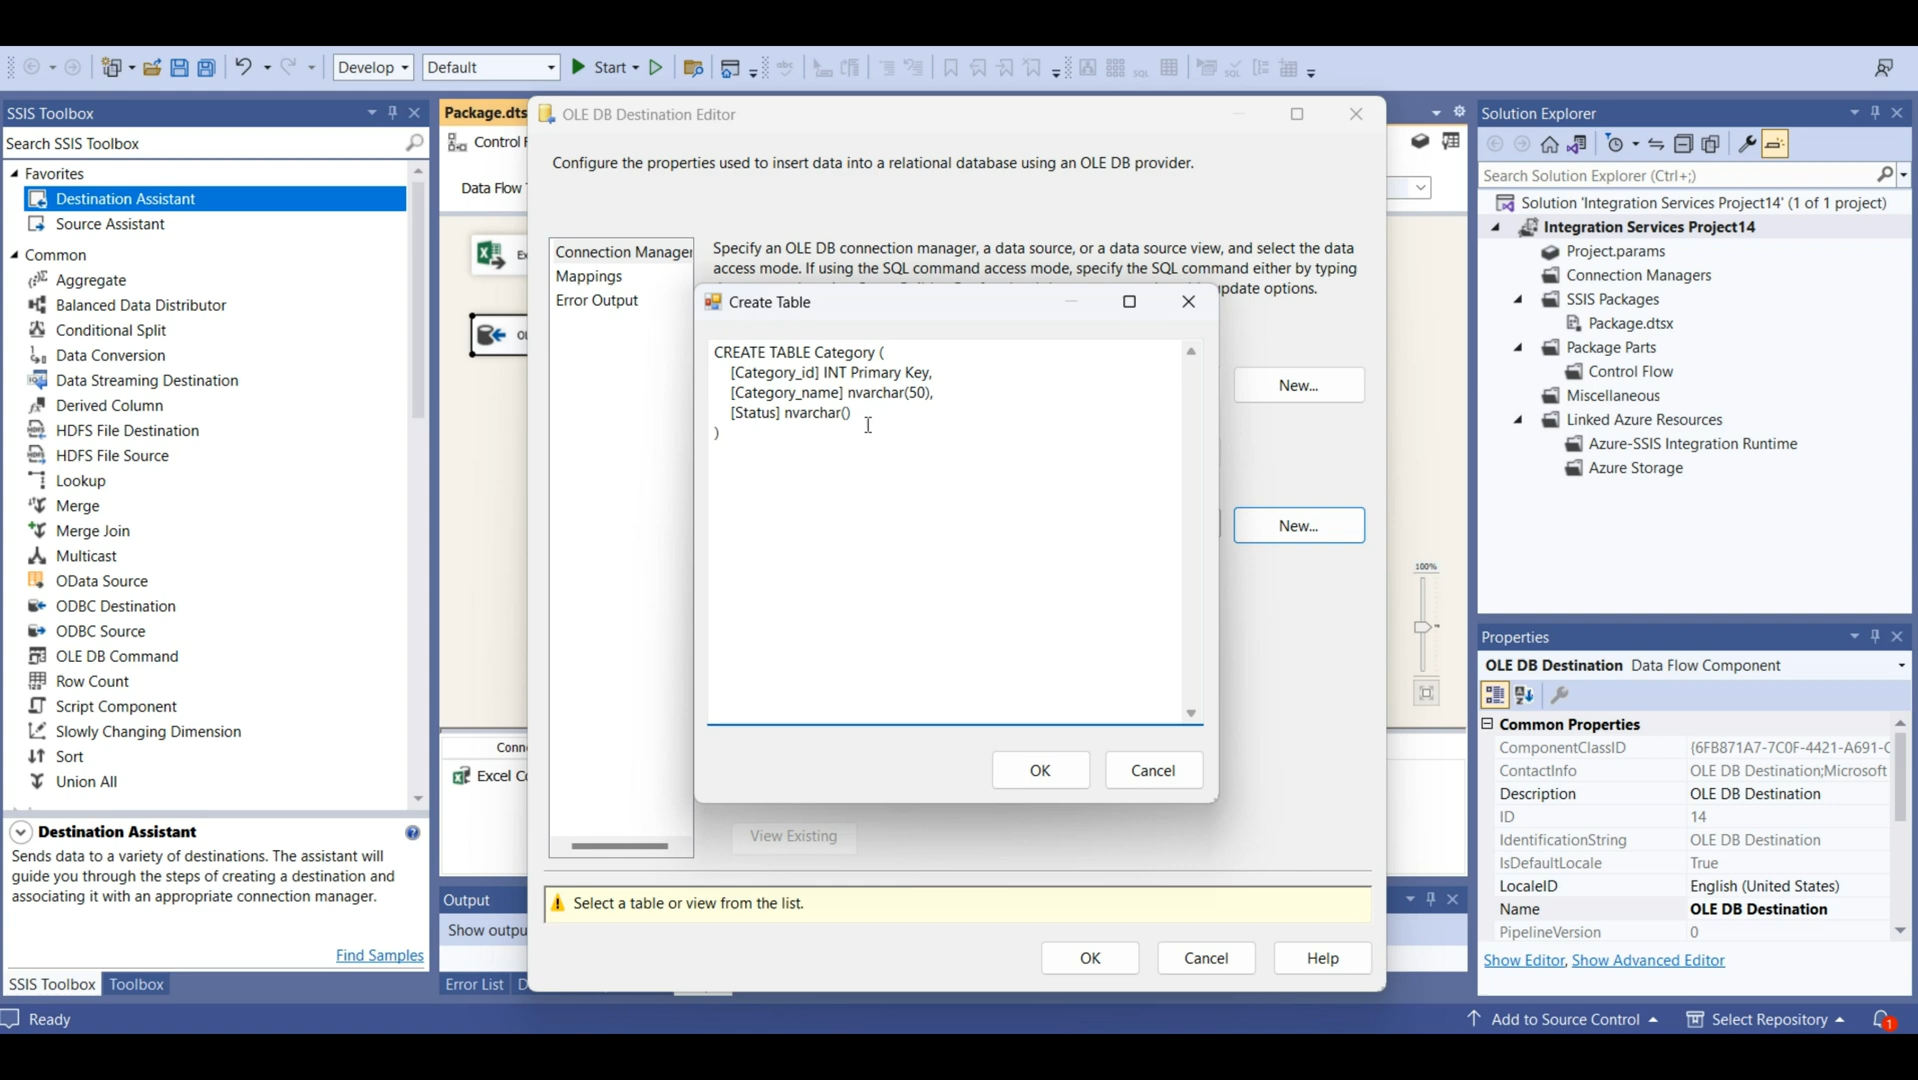 Develop
Default
Start
SSIS Toolbox
Search SSIS Toolbox
Favorites
Destination Assistant
Source Assistant
Common
Aggregate
Balanced Data Distributor
Conditional Split
Data Conversion
Data Streaming Destination
Derived Column
HDFS File Destination
HDFS File Source
Lookup
Merge
Merge Join
Multicast
OData Source
ODBC Destination
ODBC Source
OLE DB Command
Row Count
Script Component
Slowly Changing Dimension
Sort
Union All
Destination Assistant
Sends data to a variety of destinations. The assistant will
guide you through the steps of creating a destination and
associating it with an appropriate connection manager.
Find Samples
SSIS Toolbox
Toolbox
Package.dts
Control
Data Flow
Excel
Output
Show outpu
Error List
OLE DB Destination Editor
Configure the properties used to insert data into a relational database using an OLE DB provider.
Connection Manager
Mappings
Error Output
Specify an OLE DB connection manager, a data source, or a data source view, and select the data
access mode. If using the SQL command access mode, specify the SQL command either by typing
update options.
Create Table
CREATE TABLE Category (
[Category_id] INT Primary Key,
[Category_name] nvarchar(50),
[Status] nvarchar()
)
OK
Cancel
New...
New...
View Existing
Select a table or view from the list.
OK
Cancel
Help
100%
Solution Explorer
Search Solution Explorer (Ctrl+;)
Solution 'Integration Services Project14' (1 of 1 project)
Integration Services Project14
Project.params
Connection Managers
SSIS Packages
Package.dtsx
Package Parts
Control Flow
Miscellaneous
Linked Azure Resources
Azure-SSIS Integration Runtime
Azure Storage
Properties
OLE DB Destination Data Flow Component
Common Properties
ComponentClassID {6FB871A7-7C0F-4421-A691-C
ContactInfo OLE DB Destination;Microsoft
Description OLE DB Destination
ID 14
IdentificationString OLE DB Destination
IsDefaultLocale True
LocaleID English (United States)
Name OLE DB Destination
PipelineVersion 0
Show Editor, Show Advanced Editor
Ready
Add to Source Control
Select Repository
1